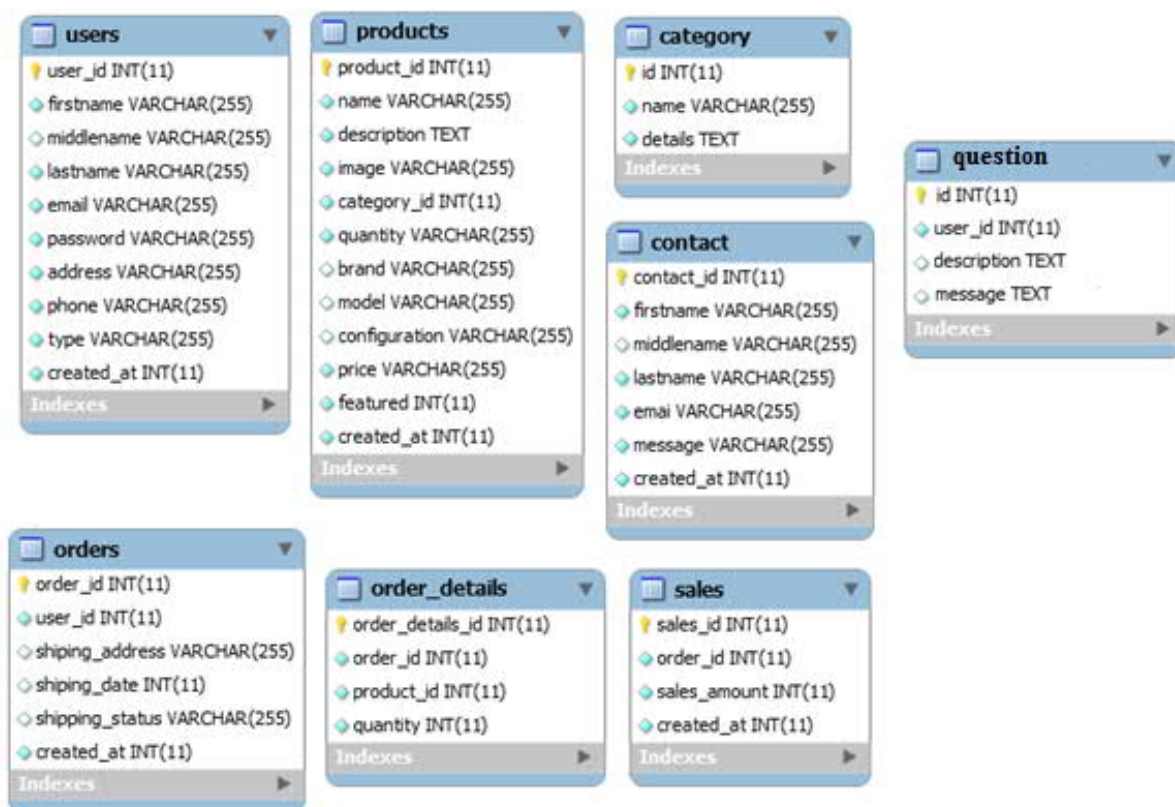 users
user_id INT(11)
firstname VARCHAR(255)
middlename VARCHAR(255)
lastname VARCHAR(255)
email VARCHAR(255)
password VARCHAR(255)
address VARCHAR(255)
phone VARCHAR(255)
type VARCHAR(255)
created_at INT(11)
Indexes
products
product_id INT(11)
name VARCHAR(255)
description TEXT
image VARCHAR(255)
category_id INT(11)
quantity VARCHAR(255)
brand VARCHAR(255)
model VARCHAR(255)
configuration VARCHAR(255)
price VARCHAR(255)
featured INT(11)
created_at INT(11)
Indexes
category
id INT(11)
name VARCHAR(255)
details TEXT
Indexes
contact
contact_id INT(11)
firstname VARCHAR(255)
middlename VARCHAR(255)
lastname VARCHAR(255)
emai VARCHAR(255)
message VARCHAR(255)
created_at INT(11)
Indexes
question
id INT(11)
user_id INT(11)
description TEXT
message TEXT
Indexes
orders
order_id INT(11)
user_id INT(11)
shiping_address VARCHAR(255)
shiping_date INT(11)
shipping_status VARCHAR(255)
created_at INT(11)
Indexes
order_details
order_details_id INT(11)
order_id INT(11)
product_id INT(11)
quantity INT(11)
Indexes
sales
sales_id INT(11)
order_id INT(11)
sales_amount INT(11)
created_at INT(11)
Indexes